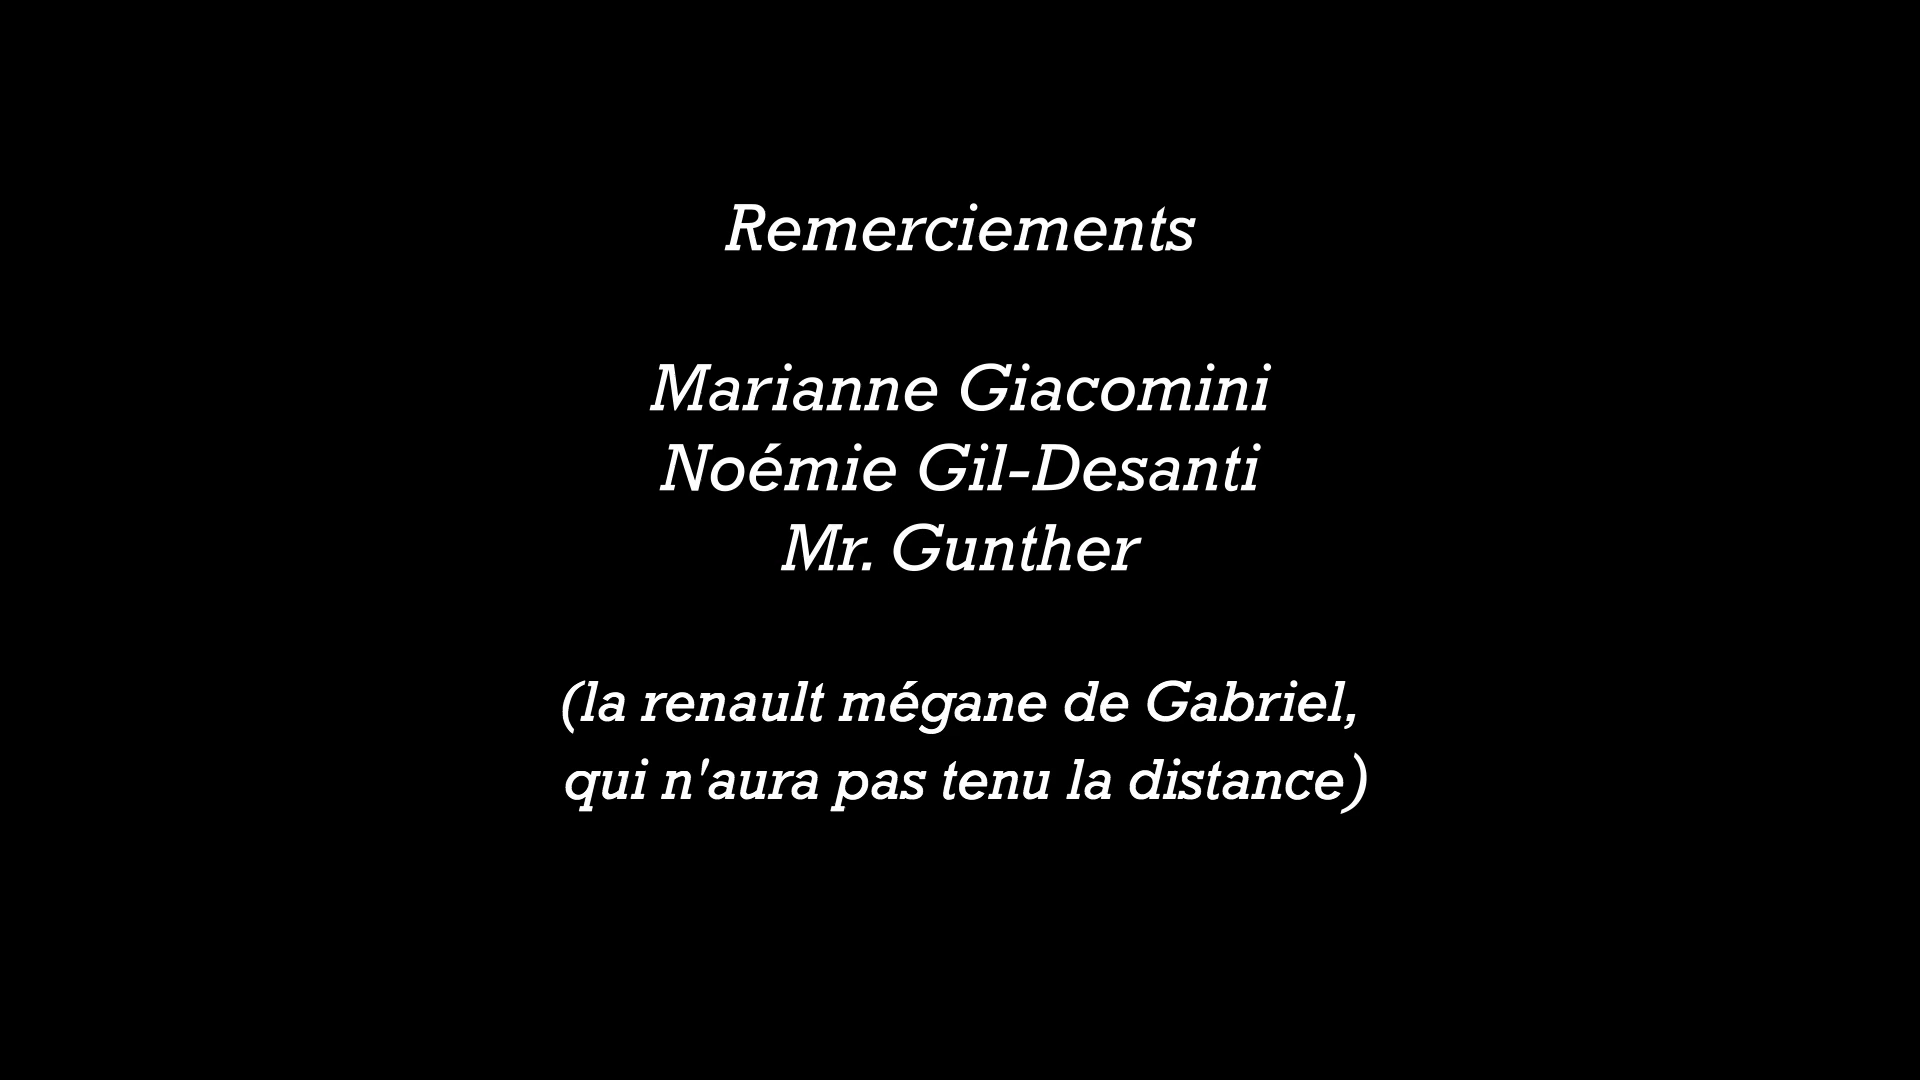 Remerciements
Marianne Giacomini
Noémie Gil-Desanti
Mr. Gunther
(la renault mégane de Gabriel,
qui n'aura pas tenu la distance)